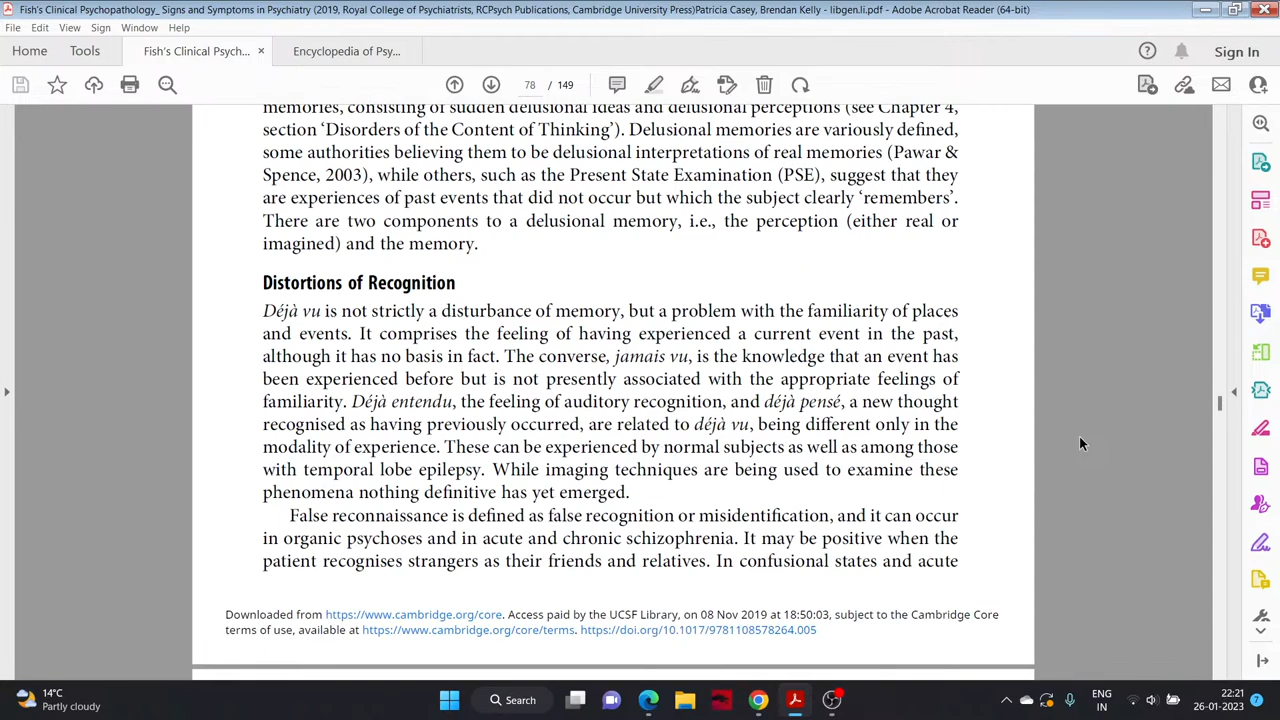 Fish's Clinical Psychopathology_ Signs and Symptoms in Psychiatry (2019, Royal College of Psychiatrists, RCPsych Publications, Cambridge University Press)Patricia Casey, Brendan Kelly - libgen.li.pdf - Adobe Acrobat Reader (64-bit)
File Edit View Sign Window Help
Home Tools Fish's Clinical Psych... × Encyclopedia of Psy... Sign In
78 / 149
memories, consisting of sudden delusional ideas and delusional perceptions (see Chapter 4,
section ‘Disorders of the Content of Thinking’). Delusional memories are variously defined,
some authorities believing them to be delusional interpretations of real memories (Pawar &
Spence, 2003), while others, such as the Present State Examination (PSE), suggest that they
are experiences of past events that did not occur but which the subject clearly ‘remembers’.
There are two components to a delusional memory, i.e., the perception (either real or
imagined) and the memory.
Distortions of Recognition
Déjà vu is not strictly a disturbance of memory, but a problem with the familiarity of places
and events. It comprises the feeling of having experienced a current event in the past,
although it has no basis in fact. The converse, jamais vu, is the knowledge that an event has
been experienced before but is not presently associated with the appropriate feelings of
familiarity. Déjà entendu, the feeling of auditory recognition, and déjà pensé, a new thought
recognised as having previously occurred, are related to déjà vu, being different only in the
modality of experience. These can be experienced by normal subjects as well as among those
with temporal lobe epilepsy. While imaging techniques are being used to examine these
phenomena nothing definitive has yet emerged.
False reconnaissance is defined as false recognition or misidentification, and it can occur
in organic psychoses and in acute and chronic schizophrenia. It may be positive when the
patient recognises strangers as their friends and relatives. In confusional states and acute
Downloaded from https://www.cambridge.org/core. Access paid by the UCSF Library, on 08 Nov 2019 at 18:50:03, subject to the Cambridge Core
terms of use, available at https://www.cambridge.org/core/terms. https://doi.org/10.1017/9781108578264.005
14°C
Partly cloudy
Search
ENG
IN
22:21
26-01-2023
7